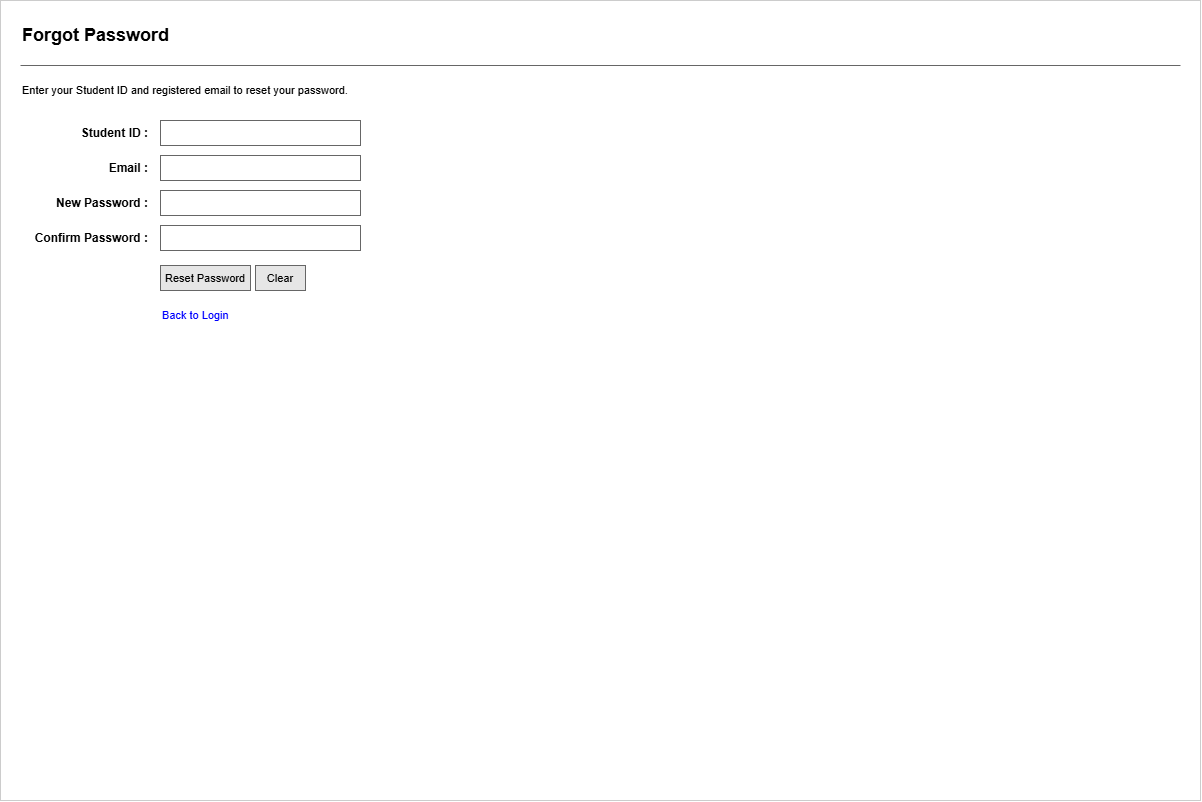 Forgot Password
Enter your Student ID and registered email to reset your password.
Student ID :
Email :
New Password :
Confirm Password :
Reset Password Clear
Back to Login